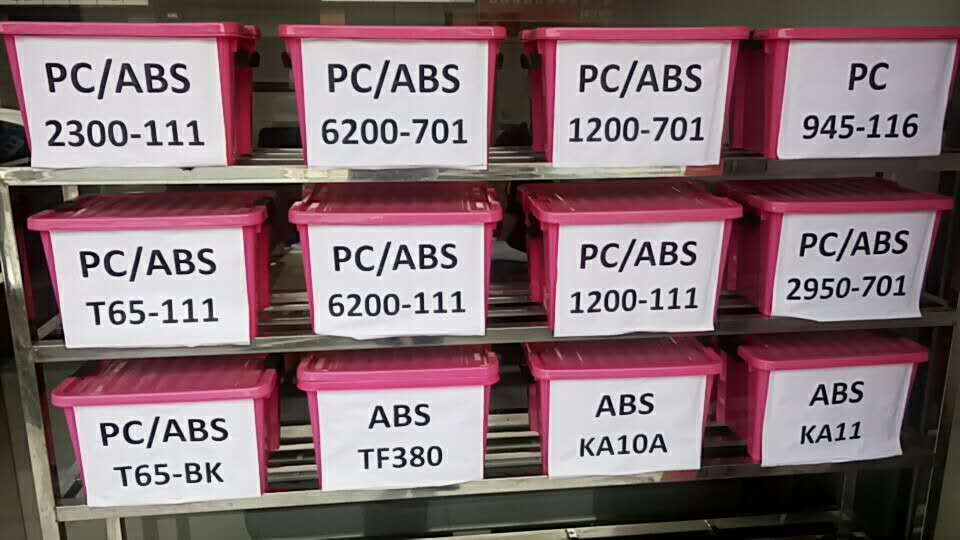 PC/ABS
2300-111
PC/ABS
6200-701
PC/ABS
1200-701
PC
945-116
PC/ABS
T65-111
PC/ABS
6200-111
PC/ABS
1200-111
PC/ABS
2950-701
PC/ABS
T65-BK
ABS
TF380
ABS
KA10A
ABS
KA11